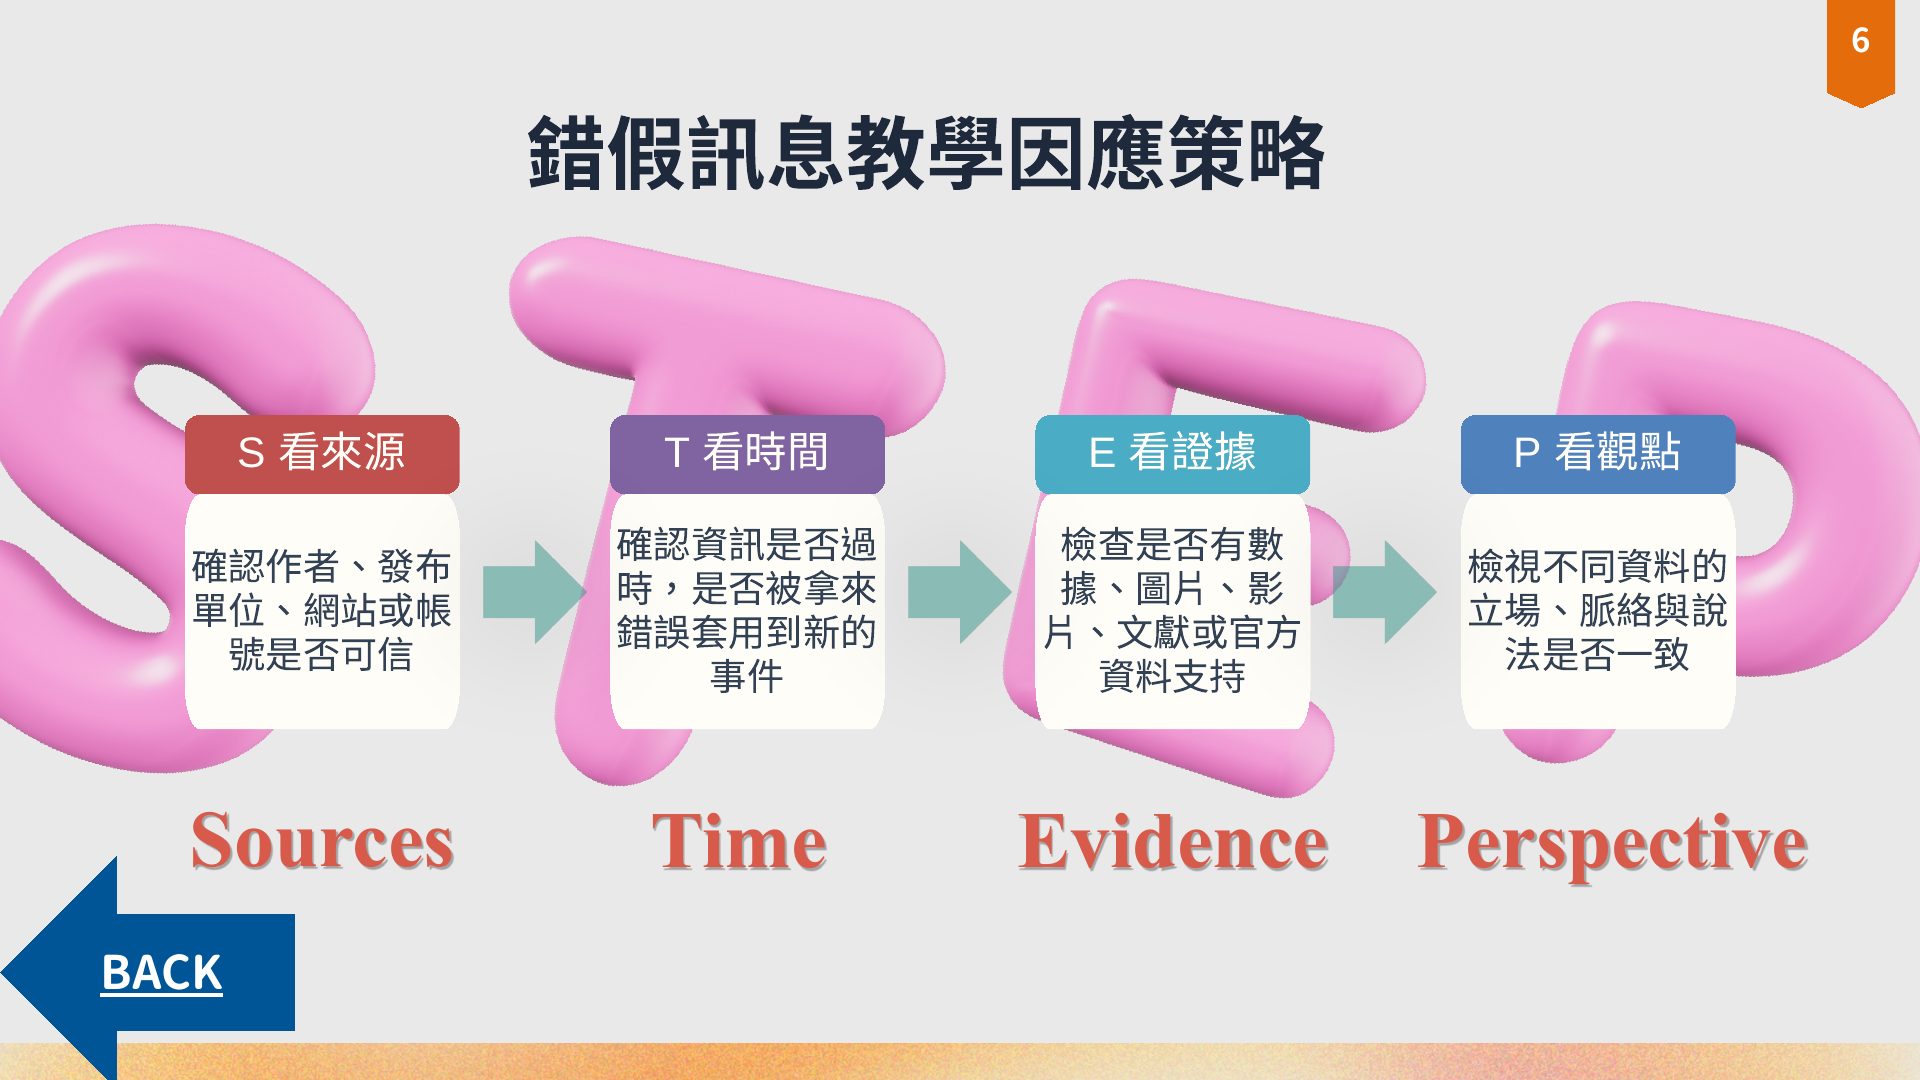 6
錯假訊息教學因應策略
S 看來源
確認作者、發布
單位、網站或帳
號是否可信
T 看時間
確認資訊是否過
時，是否被拿來
錯誤套用到新的
事件
E 看證據
檢查是否有數
據、圖片、影
片、文獻或官方
資料支持
P 看觀點
檢視不同資料的
立場、脈絡與說
法是否一致
Sources
Time
Evidence
Perspective
BACK
S
T
E
P